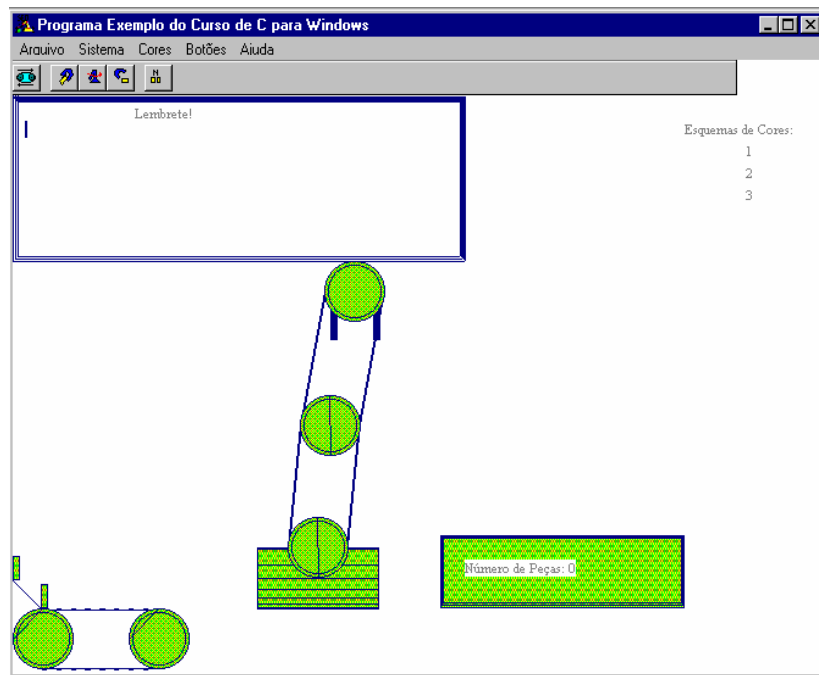 Programa Exemplo do Curso de C para Windows
Arquivo Sistema Cores Botões Ajuda
N
Lembrete!
Esquemas de Cores:
1
2
3
Número de Peças: 0